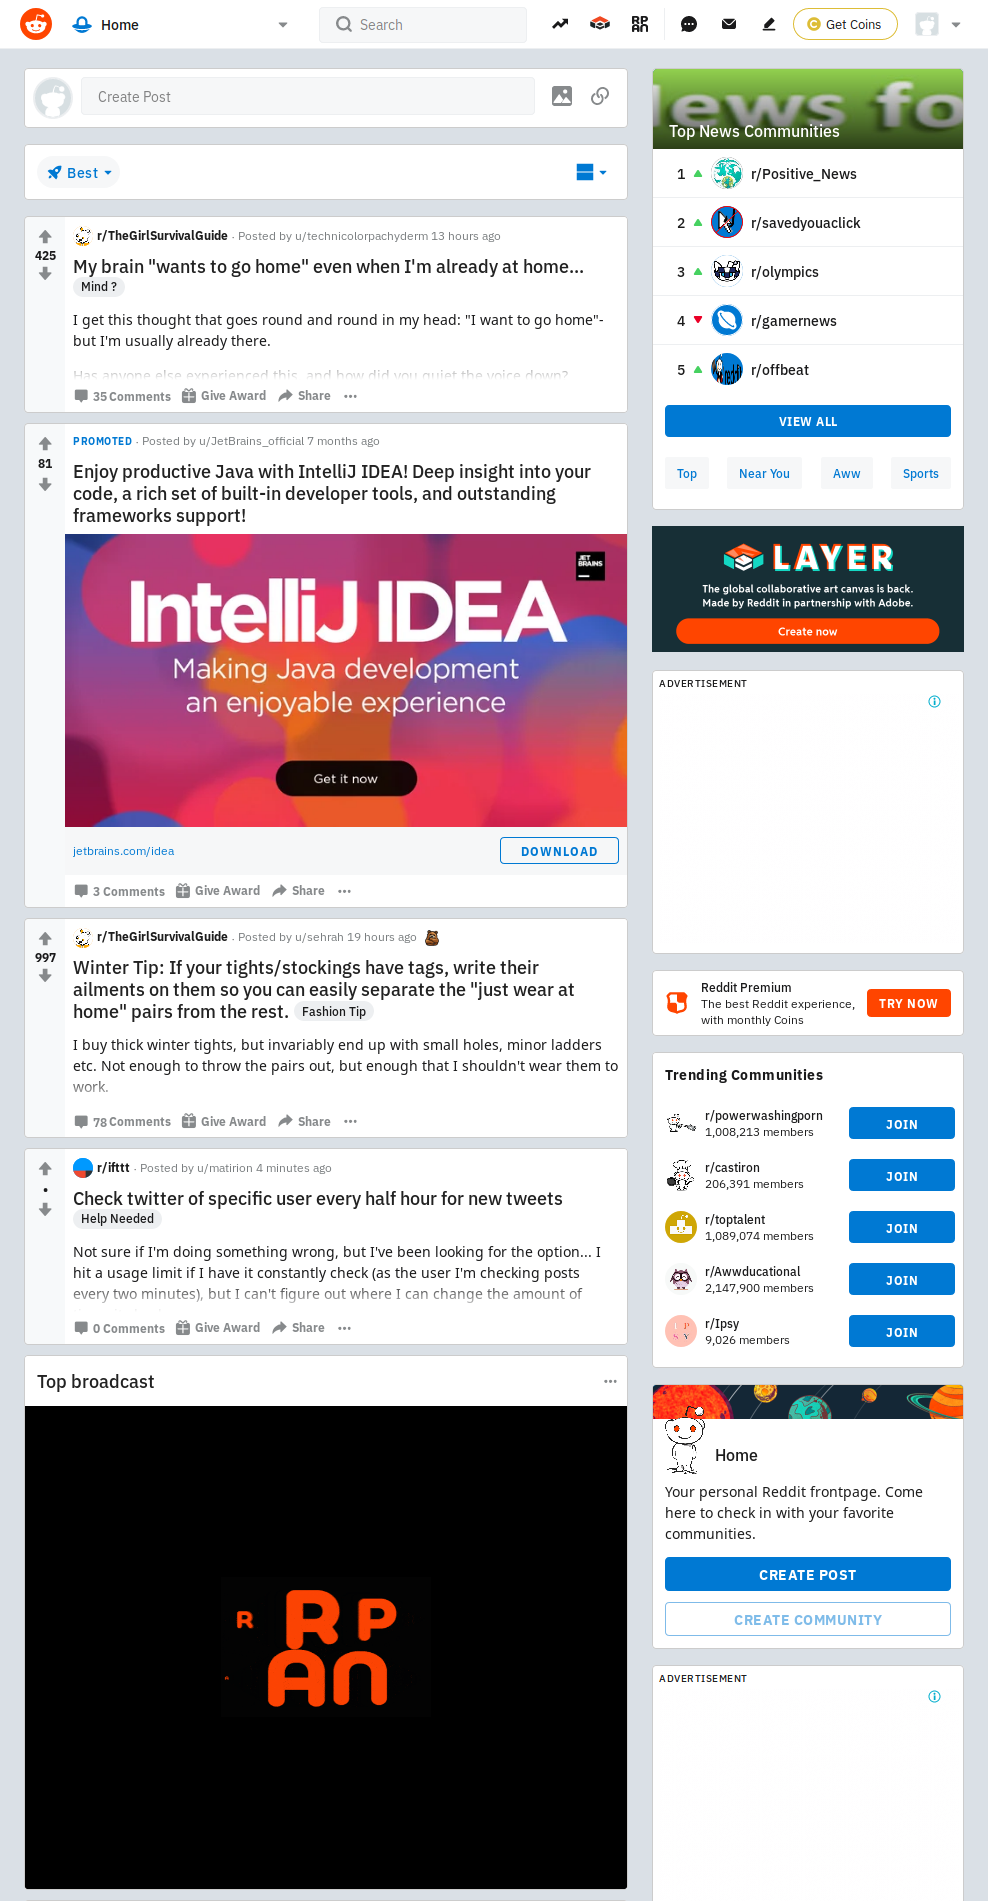 Home
Search
Get Coins
Create Post
Best
425
r/TheGirlSurvivalGuide · Posted by u/technicolorpachyderm 13 hours ago
My brain "wants to go home" even when I'm already at home...
Mind ?
I get this thought that goes round and round in my head: "I want to go home"-
but I'm usually already there.
Has anyone else experienced this, and how did you quiet the voice down?
35 Comments
Give Award
Share
81
PROMOTED · Posted by u/JetBrains_official 7 months ago
Enjoy productive Java with IntelliJ IDEA! Deep insight into your
code, a rich set of built-in developer tools, and outstanding
frameworks support!
JET
BRAINS
IntelliJ IDEA
Making Java development
an enjoyable experience
Get it now
jetbrains.com/idea
DOWNLOAD
3 Comments
Give Award
Share
997
r/TheGirlSurvivalGuide · Posted by u/sehrah 19 hours ago
Winter Tip: If your tights/stockings have tags, write their
ailments on them so you can easily separate the "just wear at
home" pairs from the rest. Fashion Tip
I buy thick winter tights, but invariably end up with small holes, minor ladders
etc. Not enough to throw the pairs out, but enough that I shouldn't wear them to
work.
78 Comments
Give Award
Share
•
r/ifttt · Posted by u/matirion 4 minutes ago
Check twitter of specific user every half hour for new tweets
Help Needed
Not sure if I'm doing something wrong, but I've been looking for the option... I
hit a usage limit if I have it constantly check (as the user I'm checking posts
every two minutes), but I can't figure out where I can change the amount of
0 Comments
Give Award
Share
Top broadcast
R
RP
AN
ews fo
Top News Communities
1 r/Positive_News
2 r/savedyouaclick
3 r/olympics
4 r/gamernews
5 r/offbeat
VIEW ALL
Top
Near You
Aww
Sports
LAYER
The global collaborative art canvas is back.
Made by Reddit in partnership with Adobe.
Create now
ADVERTISEMENT
Reddit Premium
The best Reddit experience,
with monthly Coins
TRY NOW
Trending Communities
r/powerwashingporn
1,008,213 members
JOIN
r/castiron
206,391 members
JOIN
r/toptalent
1,089,074 members
JOIN
r/Awwducational
2,147,900 members
JOIN
r/Ipsy
9,026 members
JOIN
Home
Your personal Reddit frontpage. Come
here to check in with your favorite
communities.
CREATE POST
CREATE COMMUNITY
ADVERTISEMENT